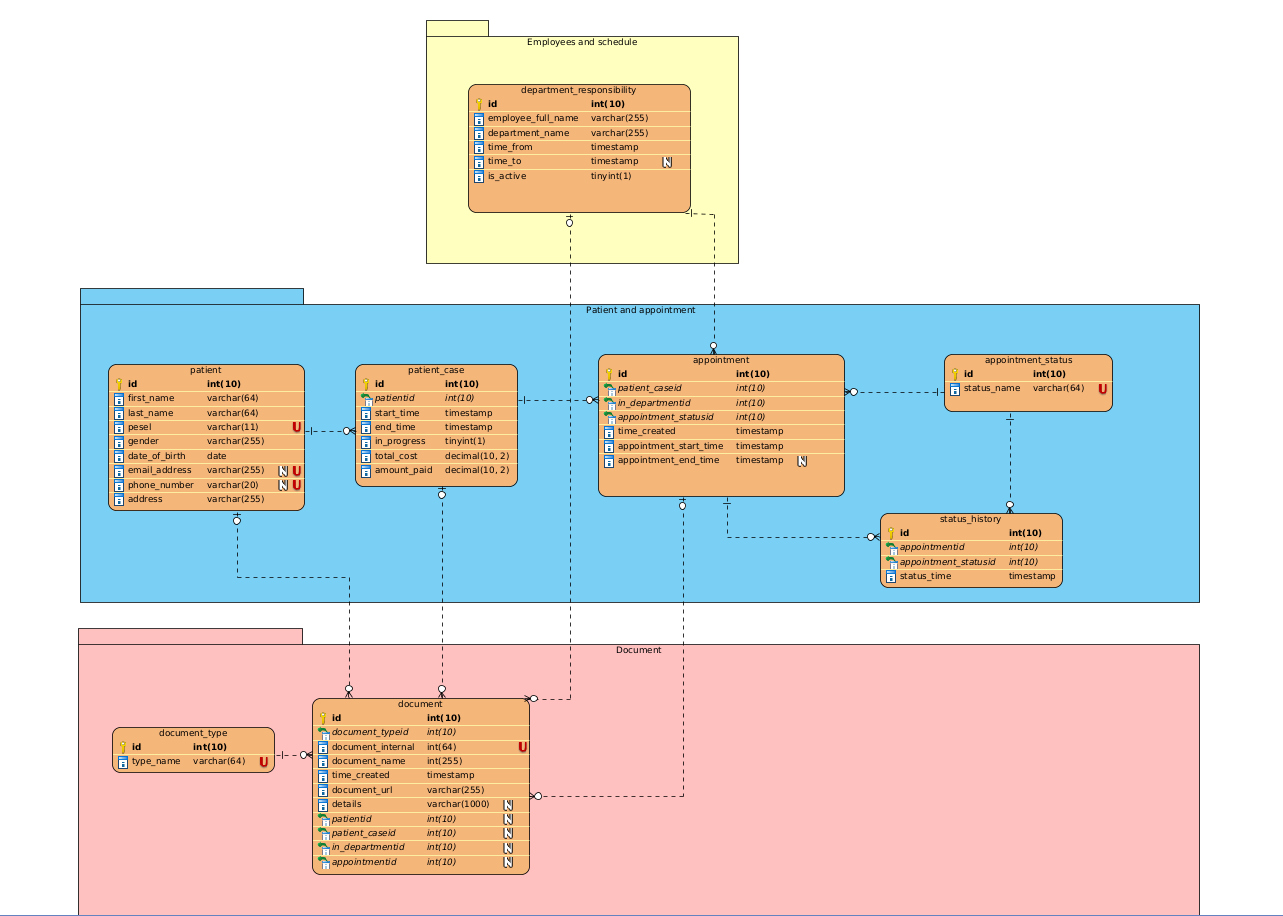 Employees and schedule
department_responsibility
id int(10)
employee_full_name varchar(255)
department_name varchar(255)
time_from timestamp
time_to timestamp N
is_active tinyint(1)
Patient and appointment
patient
id int(10)
first_name varchar(64)
last_name varchar(64)
pesel varchar(11) U
gender varchar(255)
date_of_birth date
email_address varchar(255) N U
phone_number varchar(20) N U
address varchar(255)
patient_case
id int(10)
patientid int(10)
start_time timestamp
end_time timestamp
in_progress tinyint(1)
total_cost decimal(10, 2)
amount_paid decimal(10, 2)
appointment
id int(10)
patient_caseid int(10)
in_departmentid int(10)
appointment_statusid int(10)
time_created timestamp
appointment_start_time timestamp
appointment_end_time timestamp N
appointment_status
id int(10)
status_name varchar(64) U
status_history
id int(10)
appointmentid int(10)
appointment_statusid int(10)
status_time timestamp
Document
document_type
id int(10)
type_name varchar(64) U
document
id int(10)
document_typeid int(10)
document_internal int(64) U
document_name int(255)
time_created timestamp
document_url varchar(255)
details varchar(1000) N
patientid int(10) N
patient_caseid int(10) N
in_departmentid int(10) N
appointmentid int(10) N